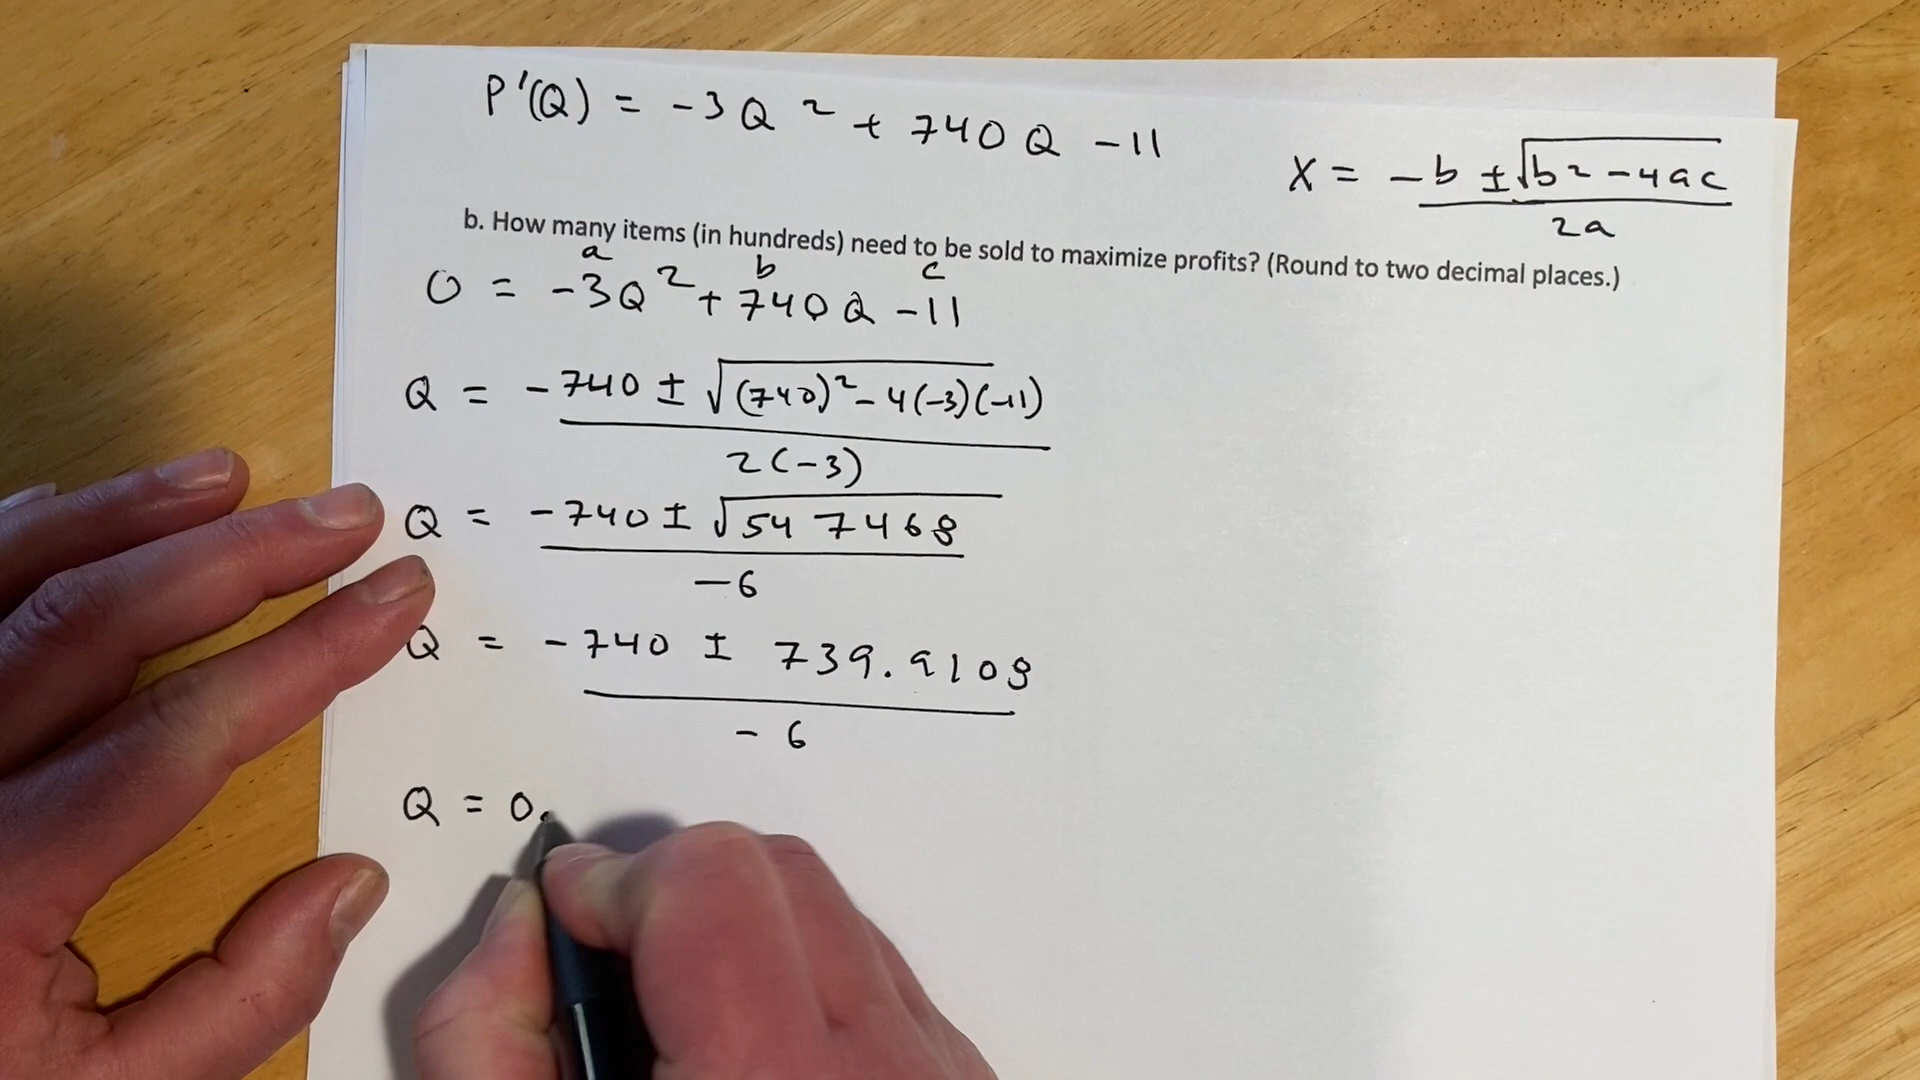 P'(Q) = -3Q² + 740Q -11
X = -b ±√b² -4ac
2a
b. How many items (in hundreds) need to be sold to maximize profits? (Round to two decimal places.)
a b c
0 = -3Q² + 740Q -11
Q = -740 ± √(740)² - 4(-3)(-11)
2(-3)
Q = -740 ± √547468
-6
Q = -740 ± 739.9108
-6
Q = 0.